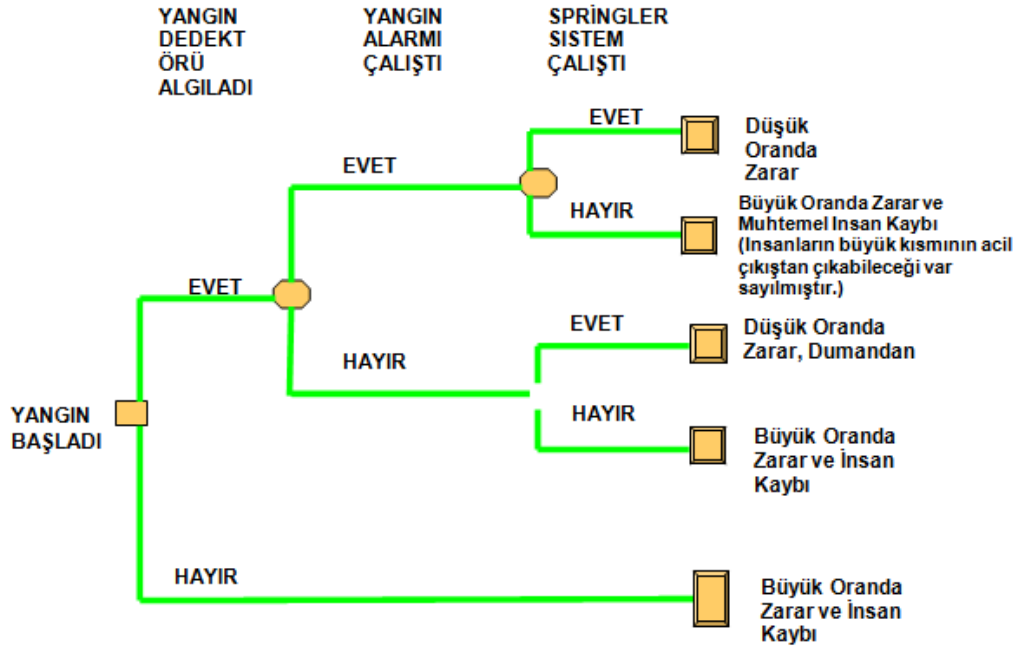 YANGIN
DEDEKT
ÖRÜ
ALGILADI
YANGIN
ALARMI
ÇALIŞTI
SPRİNGLER
SISTEM
ÇALIŞTI
EVET
Düşük
Oranda
Zarar
EVET
HAYIR
Büyük Oranda Zarar ve
Muhtemel Insan Kaybı
(Insanların büyük kısmının acil
çıkıştan çıkabileceği var
sayılmıştır.)
EVET
EVET
Düşük Oranda
Zarar, Dumandan
HAYIR
HAYIR
YANGIN
BAŞLADI
Büyük Oranda
Zarar ve İnsan
Kaybı
HAYIR
Büyük Oranda
Zarar ve İnsan
Kaybı